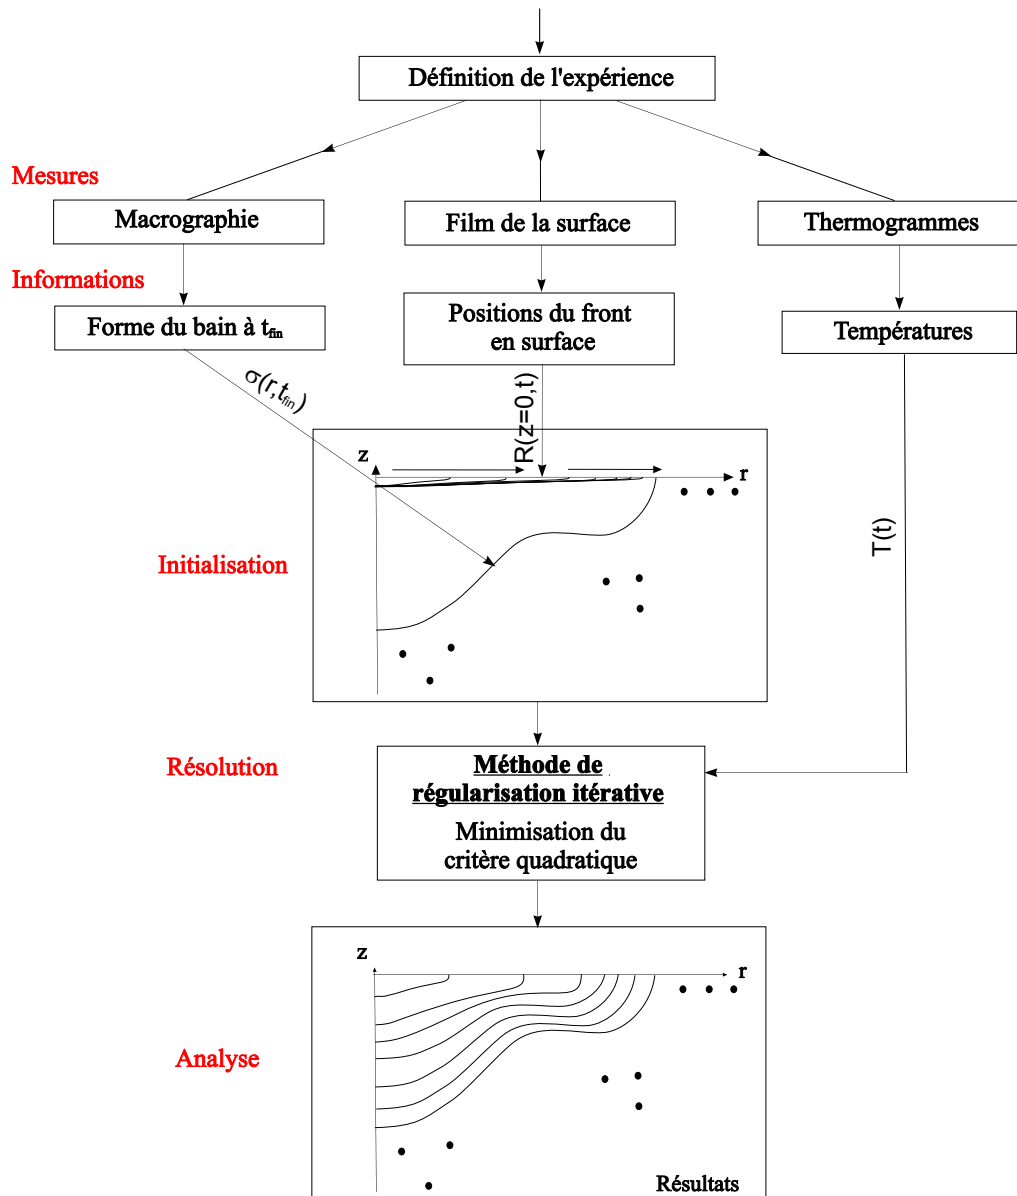 Définition de l'expérience
Mesures
Macrographie
Film de la surface
Thermogrammes
Informations
Forme du bain à tfin
Positions du front
en surface
Températures
σ(r,tfin)
R(z=0,t)
T(t)
z
r
Initialisation
Résolution
Méthode de
régularisation itérative
Minimisation du
critère quadratique
z
r
Analyse
Résultats